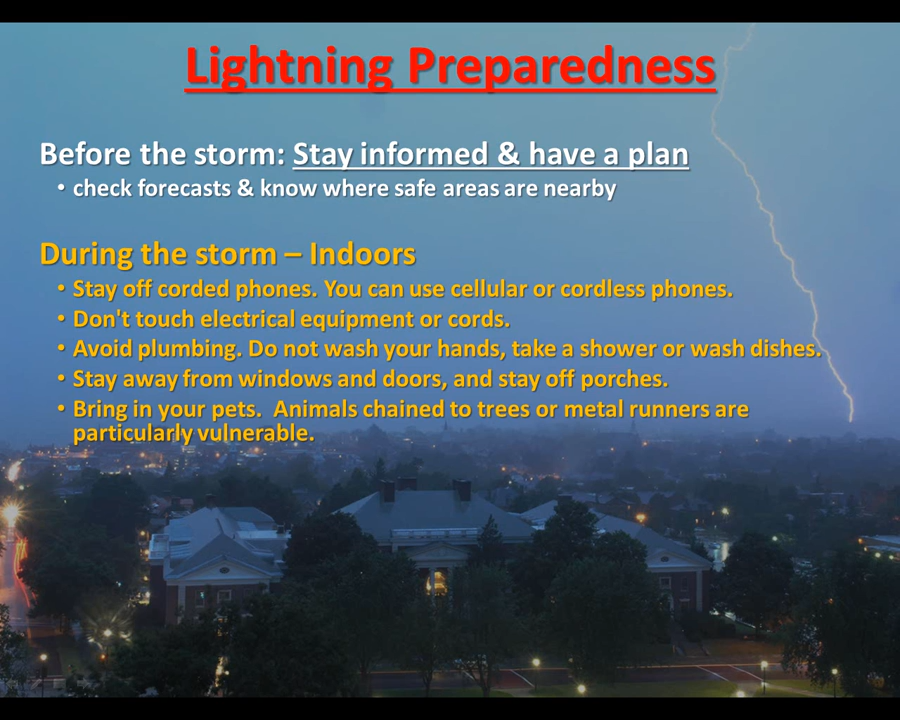 Lightning Preparedness
Before the storm: Stay informed & have a plan
• check forecasts & know where safe areas are nearby
During the storm – Indoors
• Stay off corded phones. You can use cellular or cordless phones.
• Don't touch electrical equipment or cords.
• Avoid plumbing. Do not wash your hands, take a shower or wash dishes.
• Stay away from windows and doors, and stay off porches.
• Bring in your pets.  Animals chained to trees or metal runners are
particularly vulnerable.